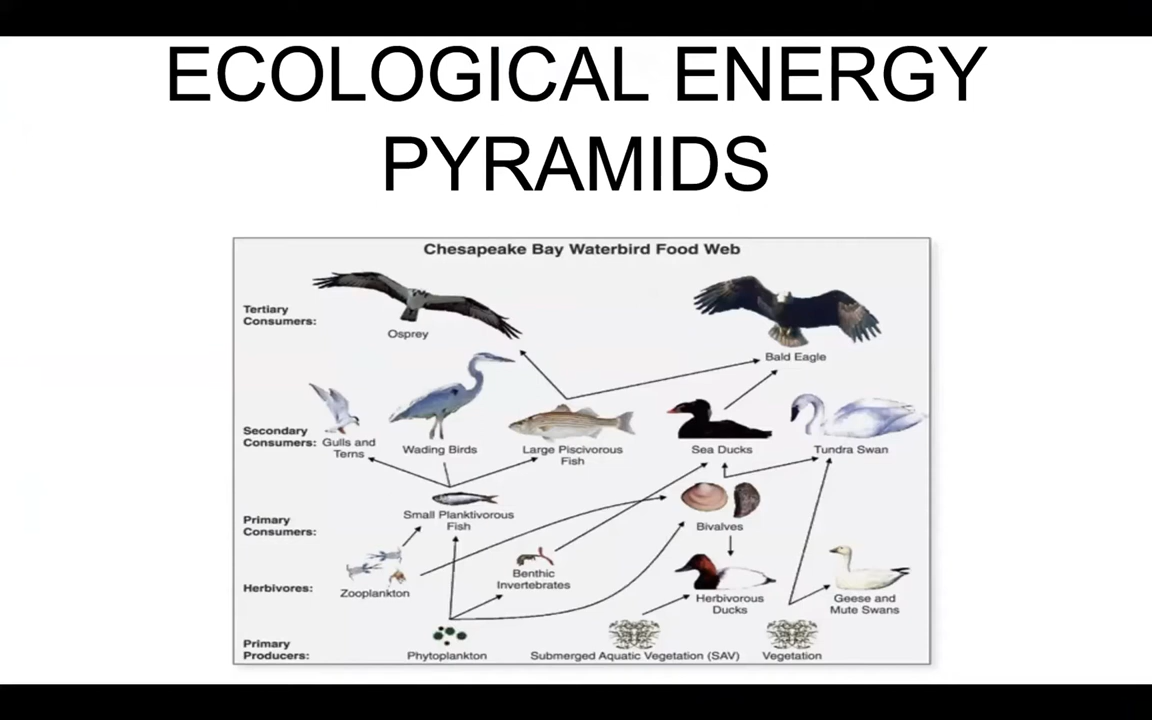 ECOLOGICAL ENERGY
PYRAMIDS
Chesapeake Bay Waterbird Food Web
Tertiary
Consumers:
Osprey
Bald Eagle
Secondary
Consumers:
Gulls and
Terns
Wading Birds
Large Piscivorous
Fish
Sea Ducks
Tundra Swan
Primary
Consumers:
Small Planktivorous
Fish
Bivalves
Herbivores:
Zooplankton
Benthic
Invertebrates
Herbivorous
Ducks
Geese and
Mute Swans
Primary
Producers:
Phytoplankton
Submerged Aquatic Vegetation (SAV)
Vegetation